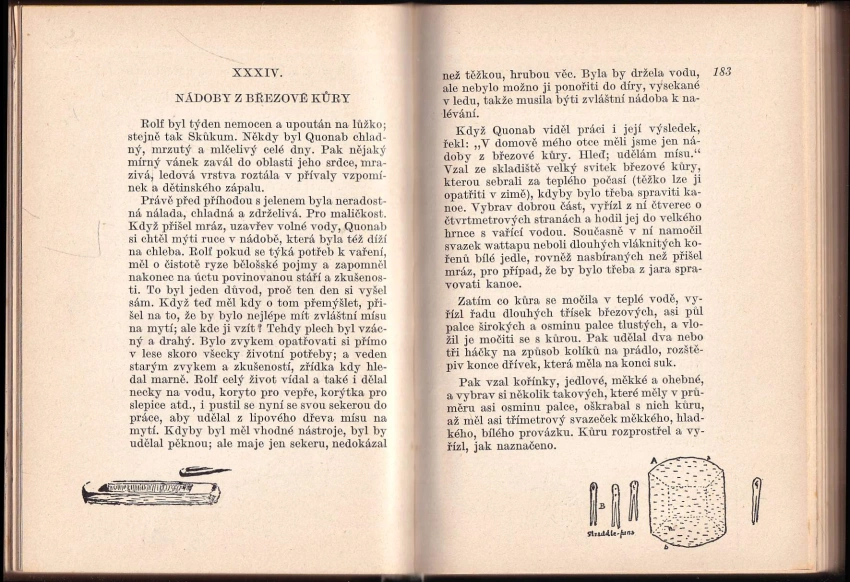 XXXIV.
NÁDOBY Z BŘEZOVÉ KŮRY
Rolf byl týden nemocen a upoután na lůžko;
stejně tak Skůkum. Někdy byl Quonab chlad-
ný, mrzutý a mlčelivý celé dny. Pak nějaký
mírný vánek zavál do oblasti jeho srdce, mra-
zivá, ledová vrstva roztála v přívaly vzpomí-
nek a dětinského zápalu.
Právě před příhodou s jelenem byla nerados-
tná nálada, chladná a zdrželivá. Pro maličkost.
Když přišel mráz, uzavřev volné vody, Quonab
si chtěl mýti ruce v nádobě, která byla též díží
na chleba. Rolf pokud se týká potřeb k vaření,
měl o čistotě ryze bělošské pojmy a zapomněl
nakonec na úctu povinovanou stáří a zkušenos-
ti. To byl jeden důvod, proč ten den si vyšel
sám. Když teď měl kdy o tom přemýšlet, při-
šel na to, že by bylo nejlépe mít zvláštní mísu
na mytí; ale kde ji vzít? Tehdy plech byl vzác-
ný a drahý. Bylo zvykem opatřovati si přímo
v lese skoro všecky životní potřeby; a veden
starým zvykem a zkušeností, zřídka kdy hle-
dal marně. Rolf celý život vídal a také i dělal
necky na vodu, koryto pro vepře, korýtka pro
slepice atd., i pustil se nyní se svou sekerou do
práce, aby udělal z lipového dřeva mísu na
mytí. Kdyby byl měl vhodné nástroje, byl by
udělal pěknou; ale maje jen sekeru, nedokázal
183
než těžkou, hrubou věc. Byla by držela vodu,
ale nebylo možno ji ponořiti do díry, vysekané
v ledu, takže musila býti zvláštní nádoba k na-
lévání.
Když Quonab viděl práci i její výsledek,
řekl: „V domově mého otce měli jsme jen ná-
doby z březové kůry. Hleď; udělám mísu.“
Vzal ze skladiště velký svitek březové kůry,
kterou sebrali za teplého počasí (těžko lze ji
opatřiti v zimě), kdyby bylo třeba spraviti ka-
noe. Vybrav dobrou část, vyřízl z ní čtverec o
čtvrtmetrových stranách a hodil jej do velkého
hrnce s vařící vodou. Současně v ní namočil
svazek wattapu neboli dlouhých vláknitých ko-
řenů bílé jedle, rovněž nasbíraných než přišel
mráz, pro případ, že by bylo třeba z jara spra-
vovati kanoe.
Zatím co kůra se močila v teplé vodě, vy-
řízl řadu dlouhých třísek březových, asi půl
palce širokých a osminu palce tlustých, a vlo-
žil je močiti se s kůrou. Pak udělal dva nebo
tři háčky na způsob kolíků na prádlo, rozště-
piv konce dřívek, která měla na konci suk.
Pak vzal kořínky, jedlové, měkké a ohebné,
a vybrav si několik takových, které měly v prů-
měru asi osminu palce, oškrabal s nich kůru,
až měl asi třímetrový svazeček měkkého, hlad-
kého, bílého provázku. Kůru rozprostřel a vy-
řízl, jak naznačeno.
A
B
b